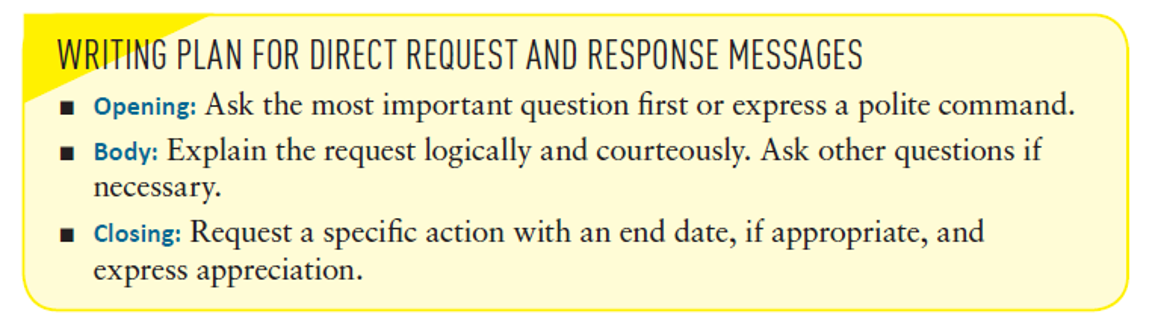 WRITING PLAN FOR DIRECT REQUEST AND RESPONSE MESSAGES
■ Opening: Ask the most important question first or express a polite command.
■ Body: Explain the request logically and courteously. Ask other questions if
necessary.
■ Closing: Request a specific action with an end date, if appropriate, and
express appreciation.